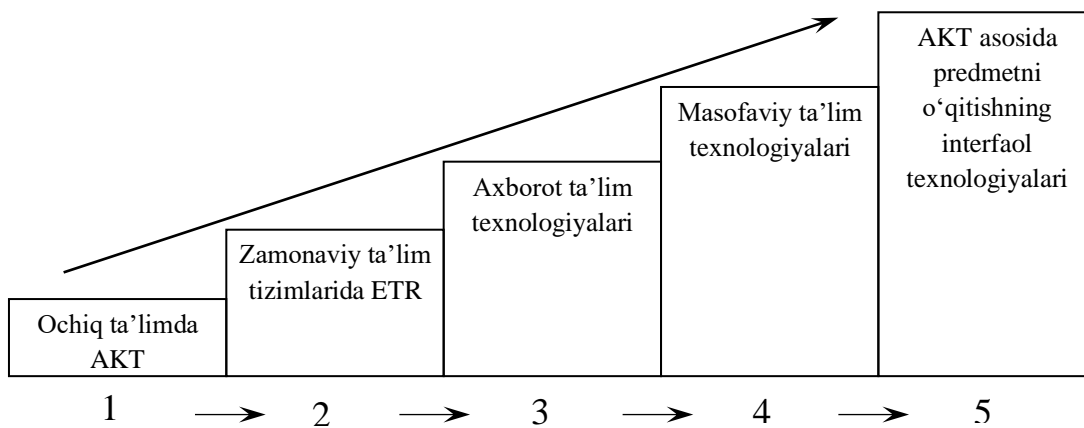 Ochiq ta’limda
AKT
Zamonaviy ta’lim
tizimlarida ETR
Axborot ta’lim
texnologiyalari
Masofaviy ta’lim
texnologiyalari
AKT asosida
predmetni
o‘qitishning
interfaol
texnologiyalari
1 2 3 4 5